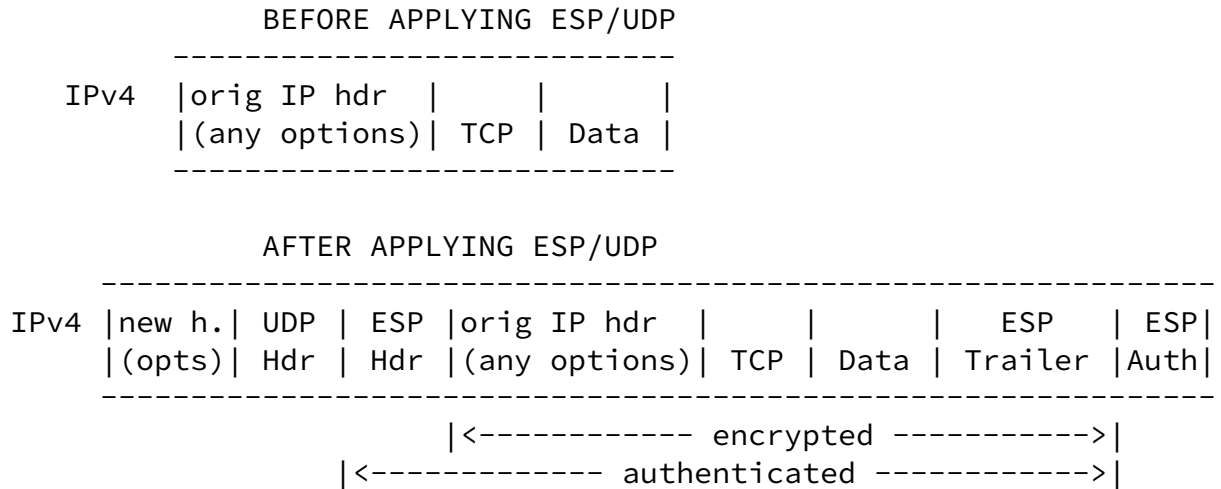 BEFORE APPLYING ESP/UDP
----------------------------
IPv4  |orig IP hdr  |     |      |
|(any options)| TCP | Data |
----------------------------
AFTER APPLYING ESP/UDP
--------------------------------------------------------------
IPv4 |new h.| UDP | ESP |orig IP hdr  |     |      |   ESP   | ESP|
|(opts)| Hdr | Hdr |(any options)| TCP | Data | Trailer |Auth|
--------------------------------------------------------------
|<------------ encrypted ----------->|
|<------------- authenticated ------------>|